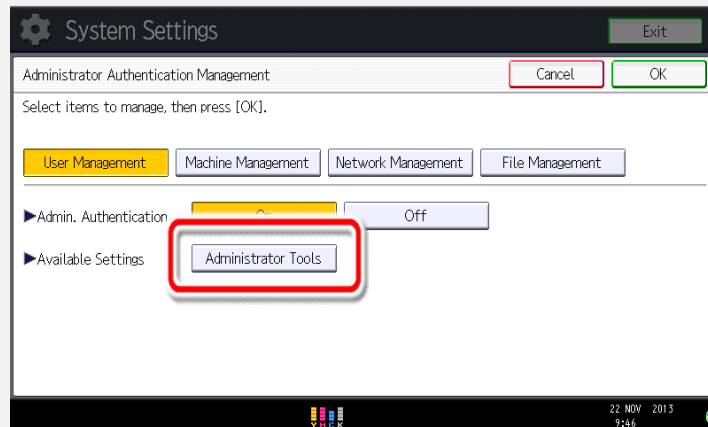 System Settings
Exit
Administrator Authentication Management
Cancel
OK
Select items to manage, then press [OK].
User Management
Machine Management
Network Management
File Management
►Admin. Authentication
On
Off
►Available Settings
Administrator Tools
Y M C K
22 NOV 2013
9:46